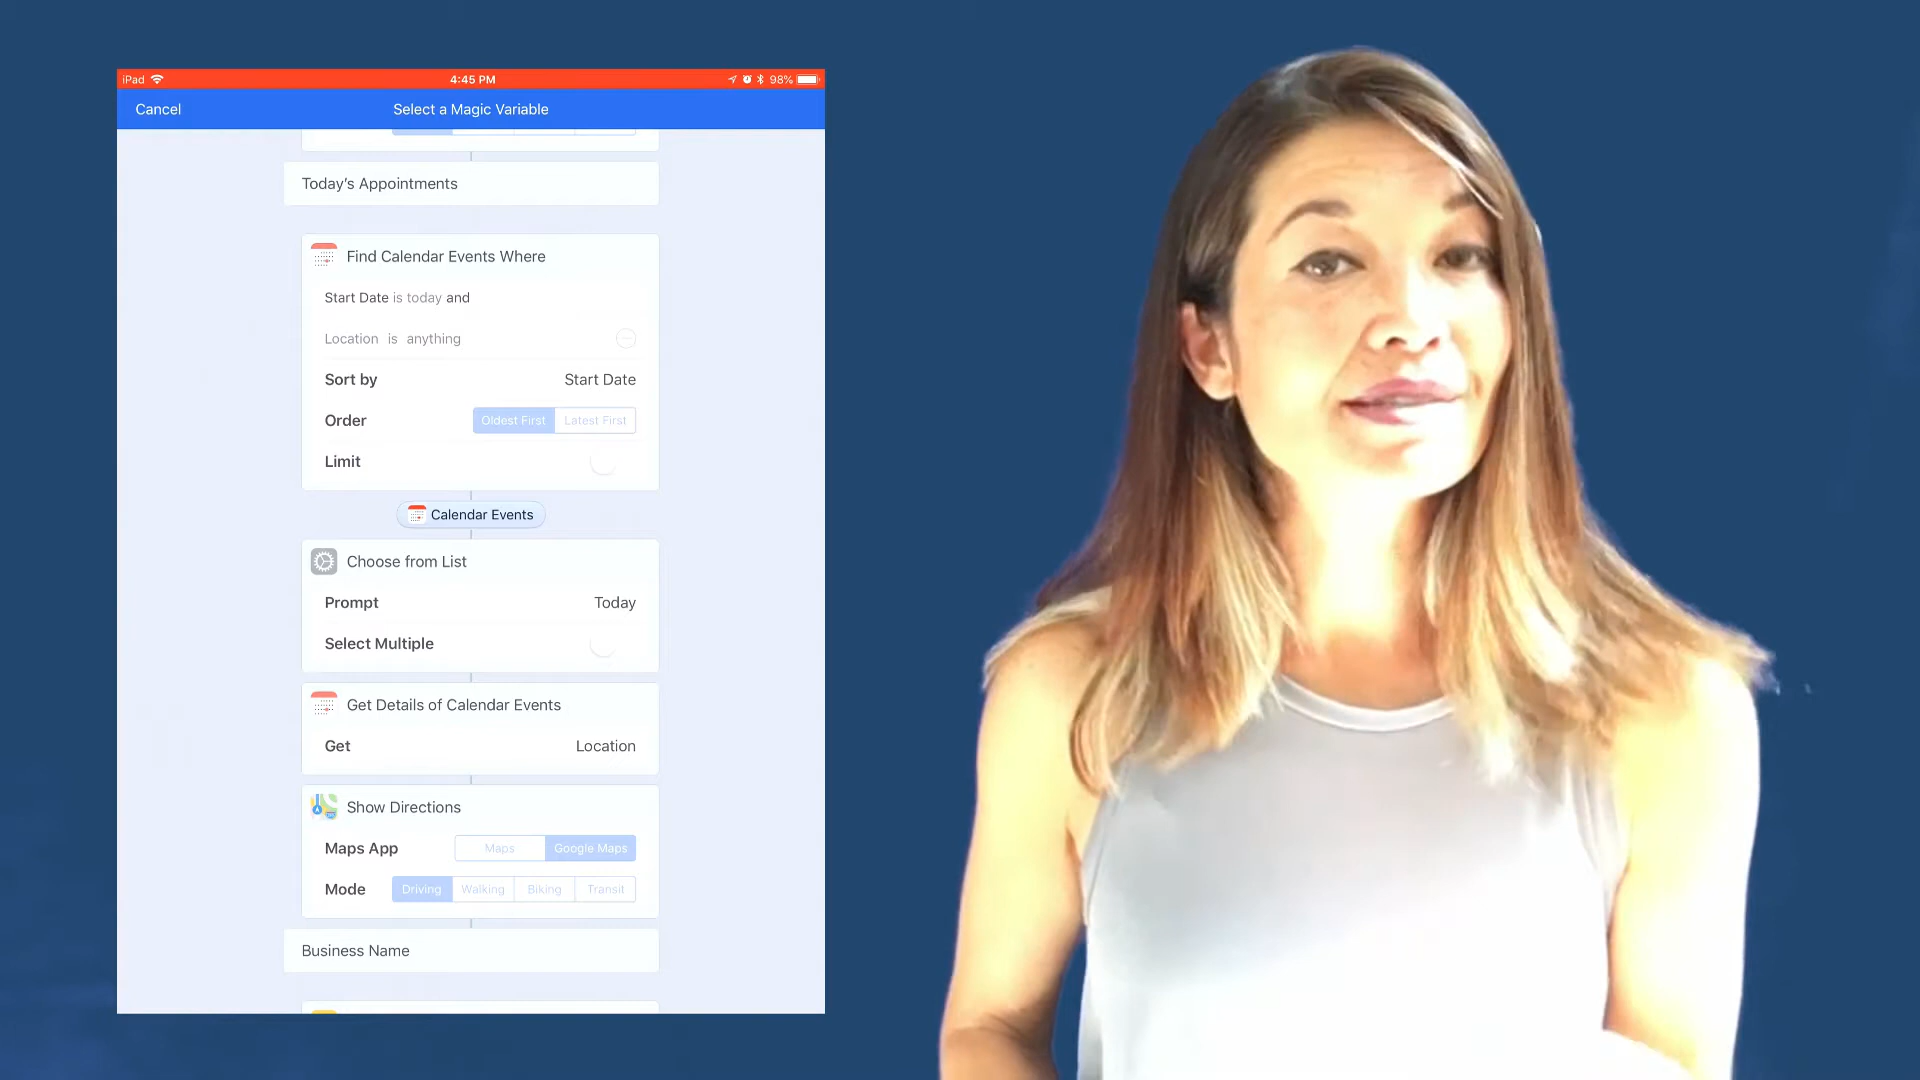 iPad 4:45 PM 98%
Cancel Select a Magic Variable
Today's Appointments
Find Calendar Events Where
Start Date is today and
Location is anything
Sort by Start Date
Order Oldest First Latest First
Limit
Calendar Events
Choose from List
Prompt Today
Select Multiple
Get Details of Calendar Events
Get Location
Show Directions
Maps App Maps Google Maps
Mode Driving Walking Biking Transit
Business Name